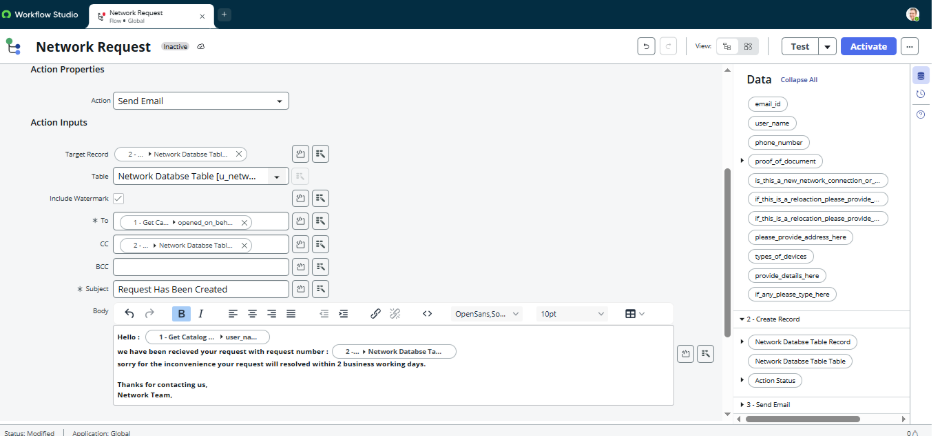 Workflow Studio
Network Request
Flow • Global
Network Request
Inactive
View:
Test
Activate
Action Properties
Action
Send Email
Action Inputs
Target Record
2 - ... Network Databse Tabl...
Table
Network Databse Table [u_netw...
Include Watermark
To
1 - Get Ca... opened_on_beh...
CC
2 - ... Network Databse Tabl...
BCC
Subject
Request Has Been Created
Body
B I
OpenSans,So...
10pt
Hello : 1 - Get Catalog ... user_na...
we have been recieved your request with request number : 2 -... Network Databse Ta...
sorry for the inconvenience your request will resolved within 2 business working days.
Thanks for contacting us,
Network Team,
Data
Collapse All
email_id
user_name
phone_number
proof_of_document
is_this_a_new_network_connection_or_...
if_this_is_a_reloaction_please_provide_...
if_this_is_a_relocation_please_provide_...
please_provide_address_here
types_of_devices
provide_details_here
if_any_please_type_here
2 - Create Record
Network Databse Table Record
Network Databse Table Table
Action Status
3 - Send Email
Status: Modified
Application: Global
0